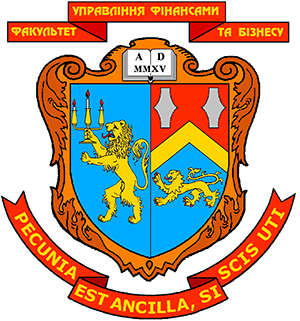 УПРАВЛІННЯ ФІНАНСАМИ
ФАКУЛЬТЕТ ТА БІЗНЕСУ
A D
MMXV
PECUNIA EST ANCILLA, SI SCIS UTI